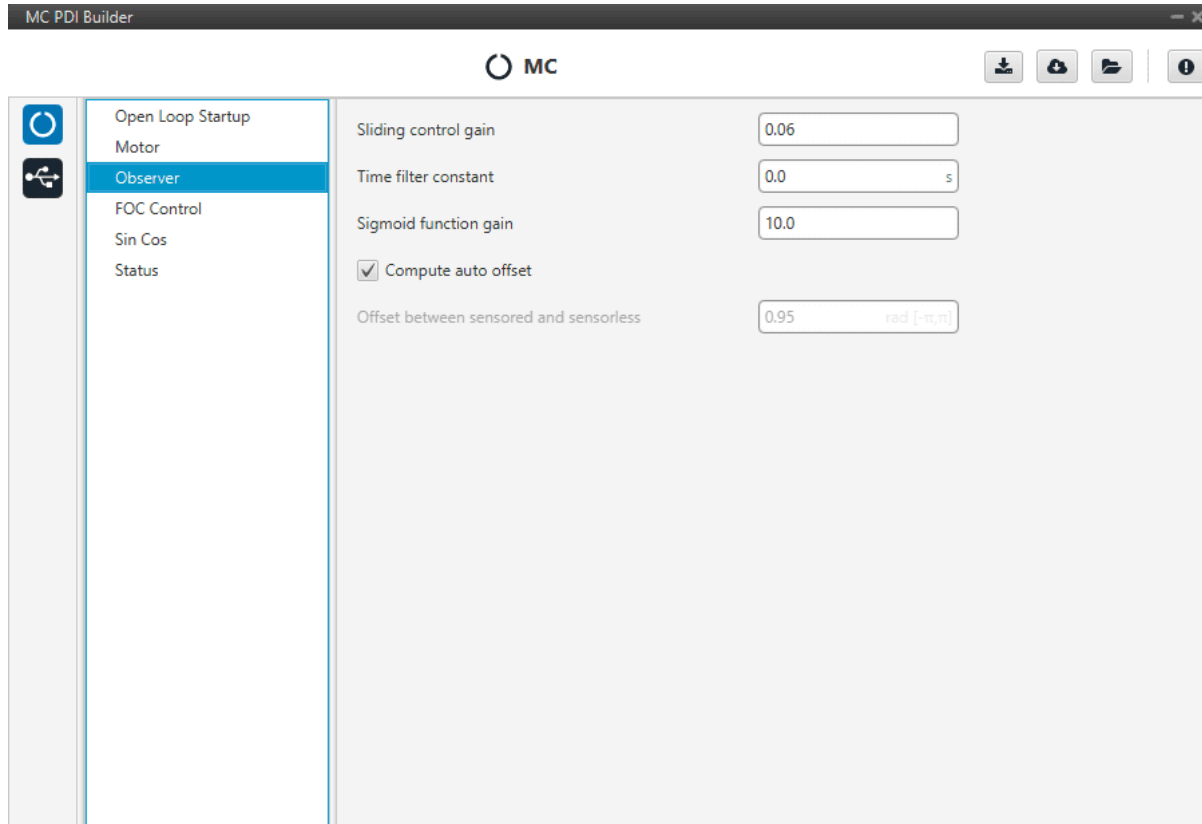 MC PDI Builder
MC
Open Loop Startup
Motor
Observer
FOC Control
Sin Cos
Status
Sliding control gain 0.06
Time filter constant 0.0 s
Sigmoid function gain 10.0
Compute auto offset
Offset between sensored and sensorless 0.95 rad [-π,π]